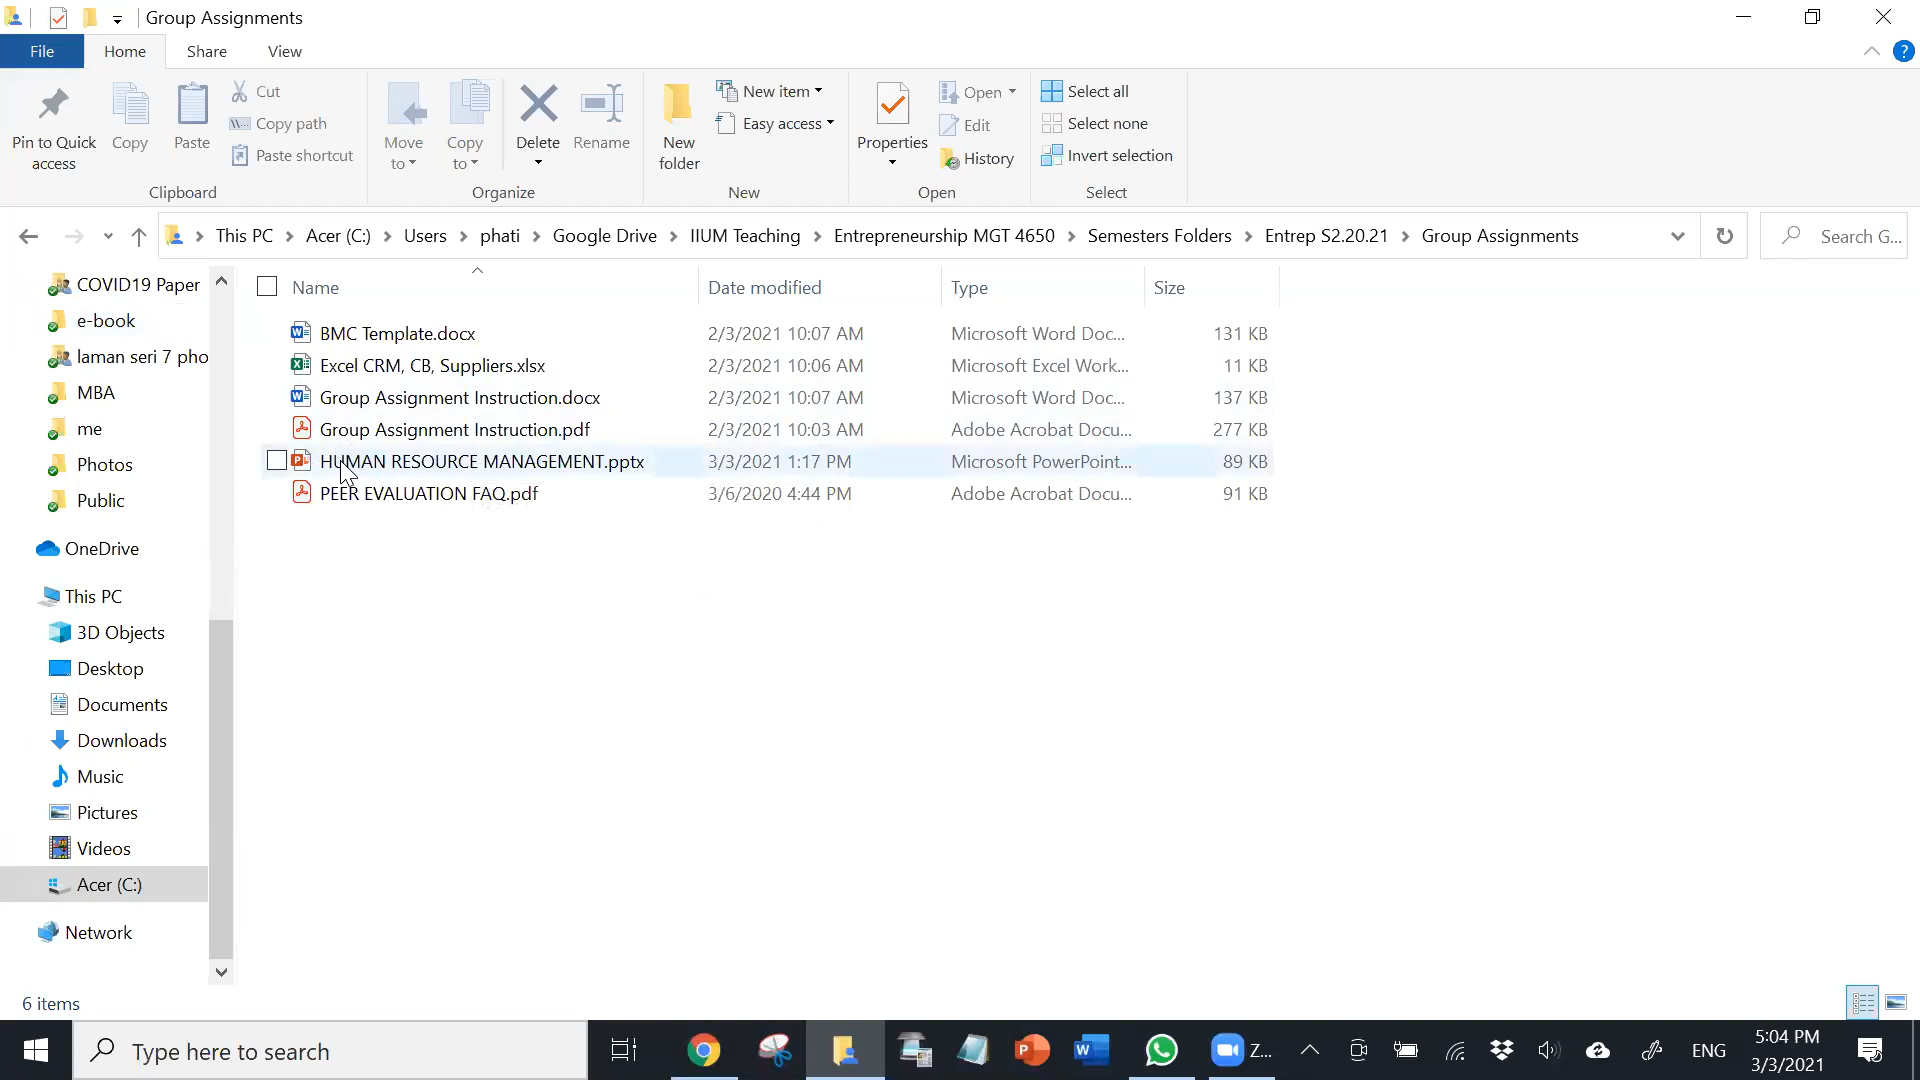 Group Assignments
File Home Share View
Pin to Quick access
Copy
Paste
Cut
Copy path
Paste shortcut
Clipboard
Move to
Copy to
Delete
Rename
Organize
New folder
New item
Easy access
New
Properties
Open
Edit
History
Open
Select all
Select none
Invert selection
Select
This PC > Acer (C:) > Users > phati > Google Drive > IIUM Teaching > Entrepreneurship MGT 4650 > Semesters Folders > Entrep S2.20.21 > Group Assignments
Search G...
COVID19 Paper
e-book
laman seri 7 pho
MBA
me
Photos
Public
OneDrive
This PC
3D Objects
Desktop
Documents
Downloads
Music
Pictures
Videos
Acer (C:)
Network
Name Date modified Type Size
BMC Template.docx 2/3/2021 10:07 AM Microsoft Word Doc... 131 KB
Excel CRM, CB, Suppliers.xlsx 2/3/2021 10:06 AM Microsoft Excel Work... 11 KB
Group Assignment Instruction.docx 2/3/2021 10:07 AM Microsoft Word Doc... 137 KB
Group Assignment Instruction.pdf 2/3/2021 10:03 AM Adobe Acrobat Docu... 277 KB
HUMAN RESOURCE MANAGEMENT.pptx 3/3/2021 1:17 PM Microsoft PowerPoint... 89 KB
PEER EVALUATION FAQ.pdf 3/6/2020 4:44 PM Adobe Acrobat Docu... 91 KB
6 items
Type here to search
Z...
ENG
5:04 PM
3/3/2021